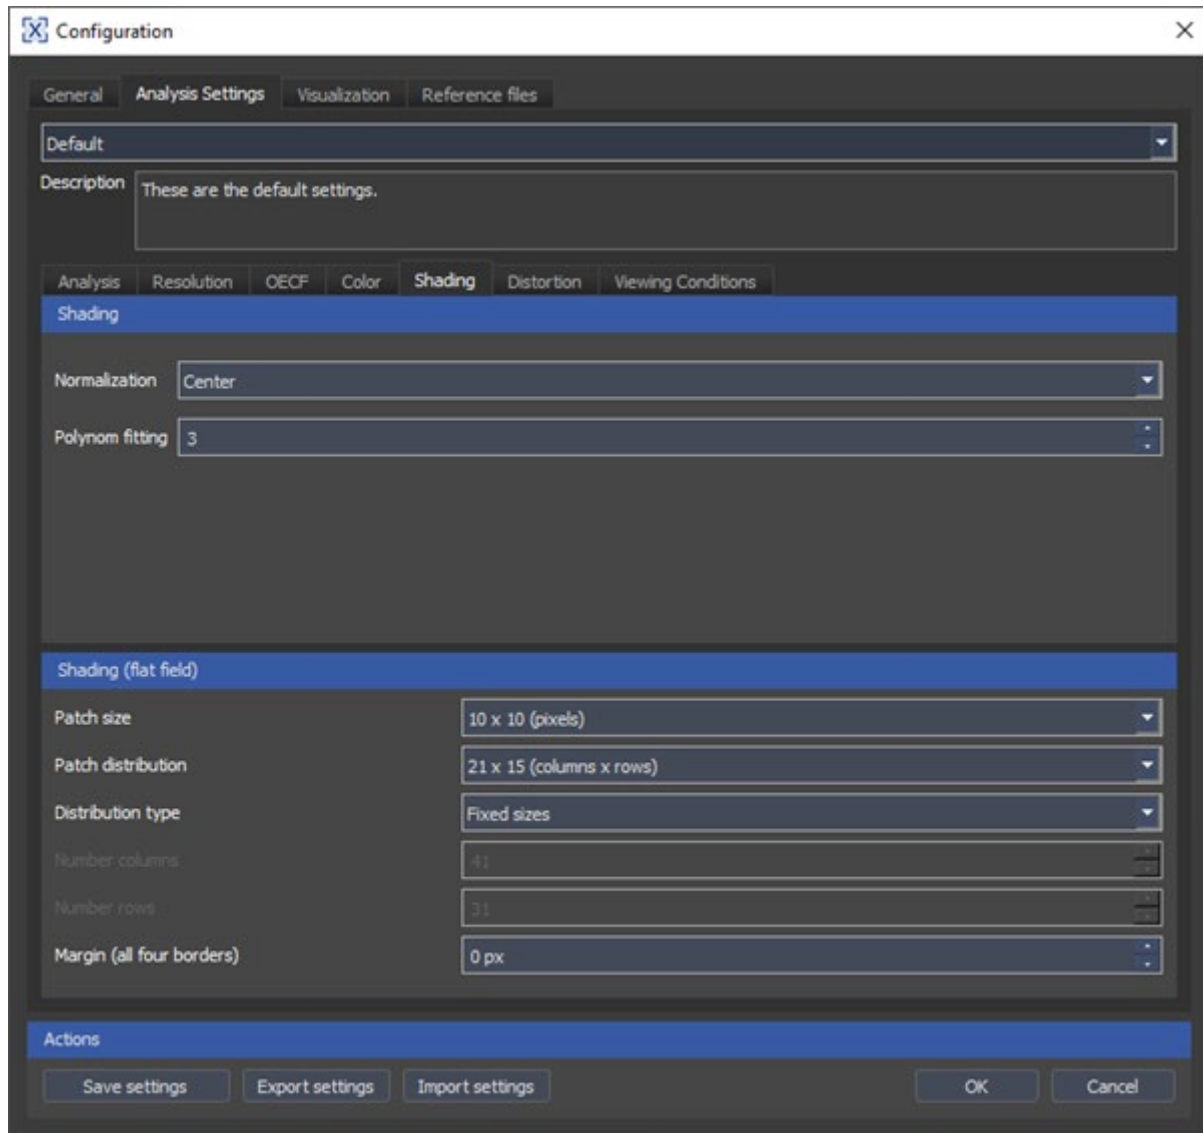 Configuration
General Analysis Settings Visualization Reference files
Default
Description These are the default settings.
Analysis Resolution OECF Color Shading Distortion Viewing Conditions
Shading
Normalization Center
Polynom fitting 3
Shading (flat field)
Patch size 10 x 10 (pixels)
Patch distribution 21 x 15 (columns x rows)
Distribution type Fixed sizes
Number columns 41
Number rows 31
Margin (all four borders) 0 px
Actions
Save settings Export settings Import settings OK Cancel